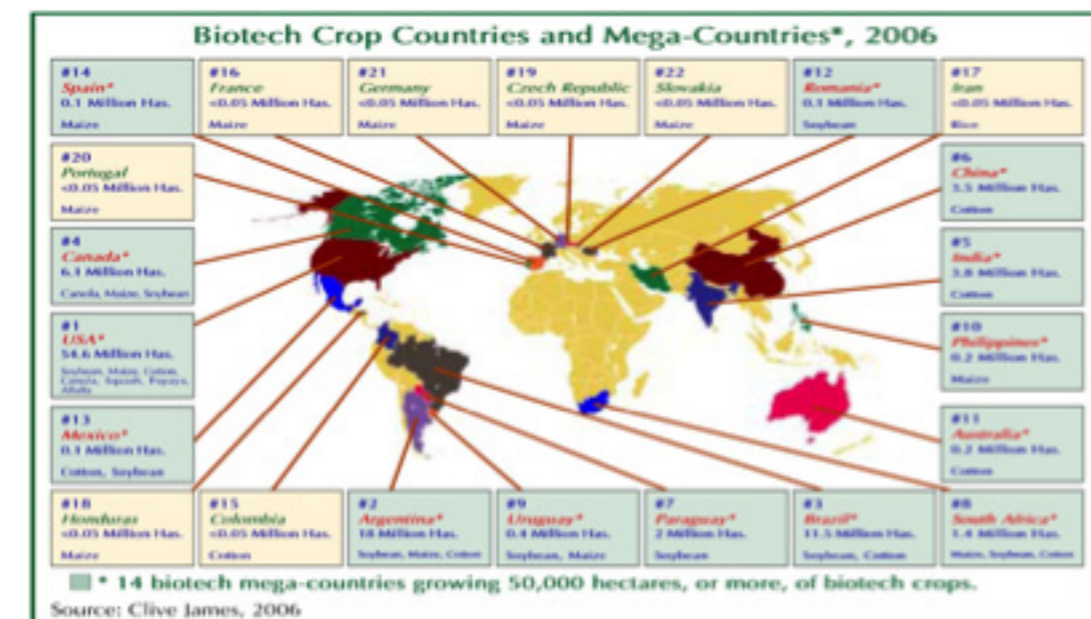 Biotech Crop Countries and Mega-Countries*, 2006
#14
Spain*
0.1 Million Has.
Maize
#16
France
<0.05 Million Has.
Maize
#21
Germany
<0.05 Million Has.
Maize
#19
Czech Republic
<0.05 Million Has.
Maize
#22
Slovakia
<0.05 Million Has.
Maize
#12
Romania*
0.1 Million Has.
Soybean
#17
Iran
<0.05 Million Has.
Rice
#20
Portugal
<0.05 Million Has.
Maize
#6
China*
3.5 Million Has.
Cotton
#4
Canada*
6.1 Million Has.
Canola, Maize, Soybean
#5
India*
3.8 Million Has.
Cotton
#1
USA*
54.6 Million Has.
Soybean, Maize, Cotton,
Canola, Squash, Papaya,
Alfalfa
#10
Philippines*
0.2 Million Has.
Maize
#13
Mexico*
0.1 Million Has.
Cotton, Soybean
#11
Australia*
0.2 Million Has.
Cotton
#18
Honduras
<0.05 Million Has.
Maize
#15
Colombia
<0.05 Million Has.
Cotton
#2
Argentina*
18 Million Has.
Soybean, Maize, Cotton
#9
Uruguay*
0.4 Million Has.
Soybean, Maize
#7
Paraguay*
2 Million Has.
Soybean
#3
Brazil*
11.5 Million Has.
Soybean, Cotton
#8
South Africa*
1.4 Million Has.
Maize, Soybean, Cotton
* 14 biotech mega-countries growing 50,000 hectares, or more, of biotech crops.
Source: Clive James, 2006